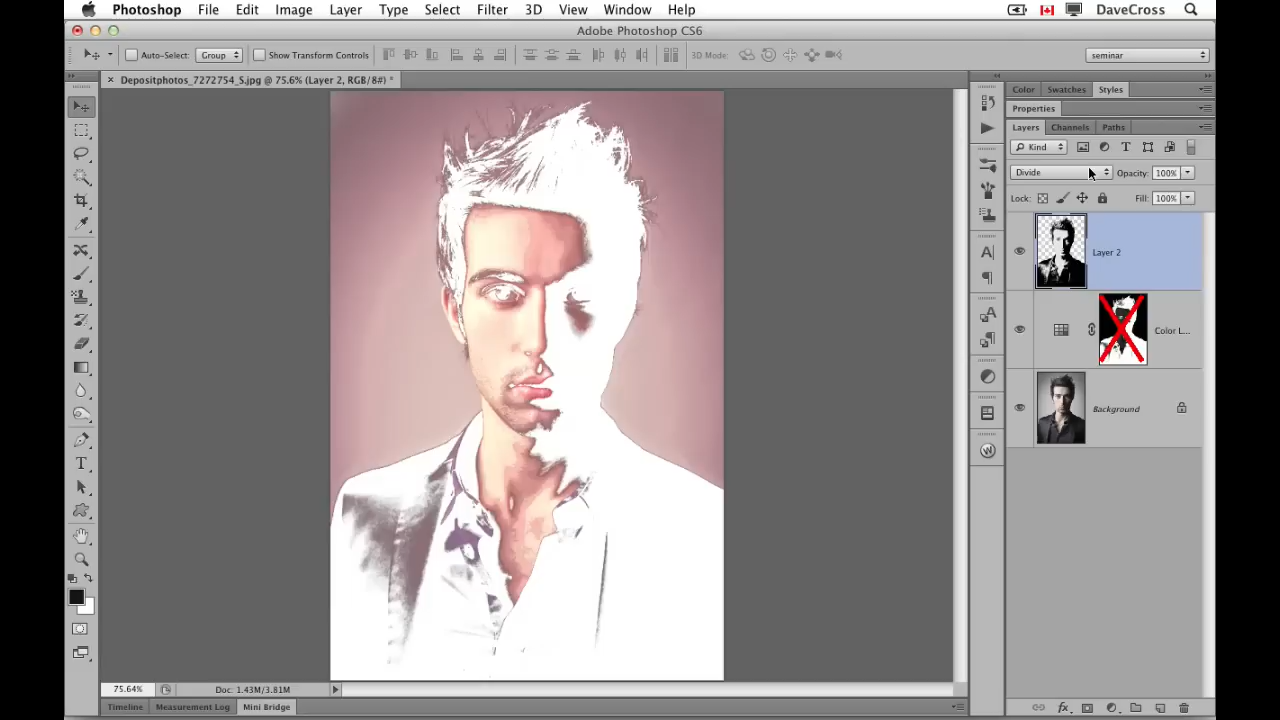 Photoshop File Edit Image Layer Type Select Filter 3D View Window Help DaveCross
Adobe Photoshop CS6
Auto-Select: Group Show Transform Controls 3D Mode: seminar
× Depositphotos_7272754_S.jpg @ 75.6% (Layer 2, RGB/8#) *
Color Swatches Styles
Properties
Layers Channels Paths
Kind
Divide Opacity: 100%
Lock: Fill: 100%
Layer 2
Color L...
Background
75.64% Doc: 1.43M/3.81M
Timeline Measurement Log Mini Bridge